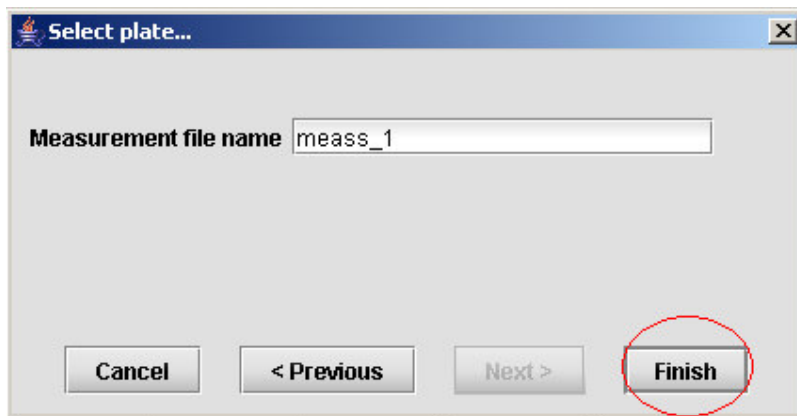 Select plate...
Measurement file name meass_1
Cancel < Previous Next > Finish